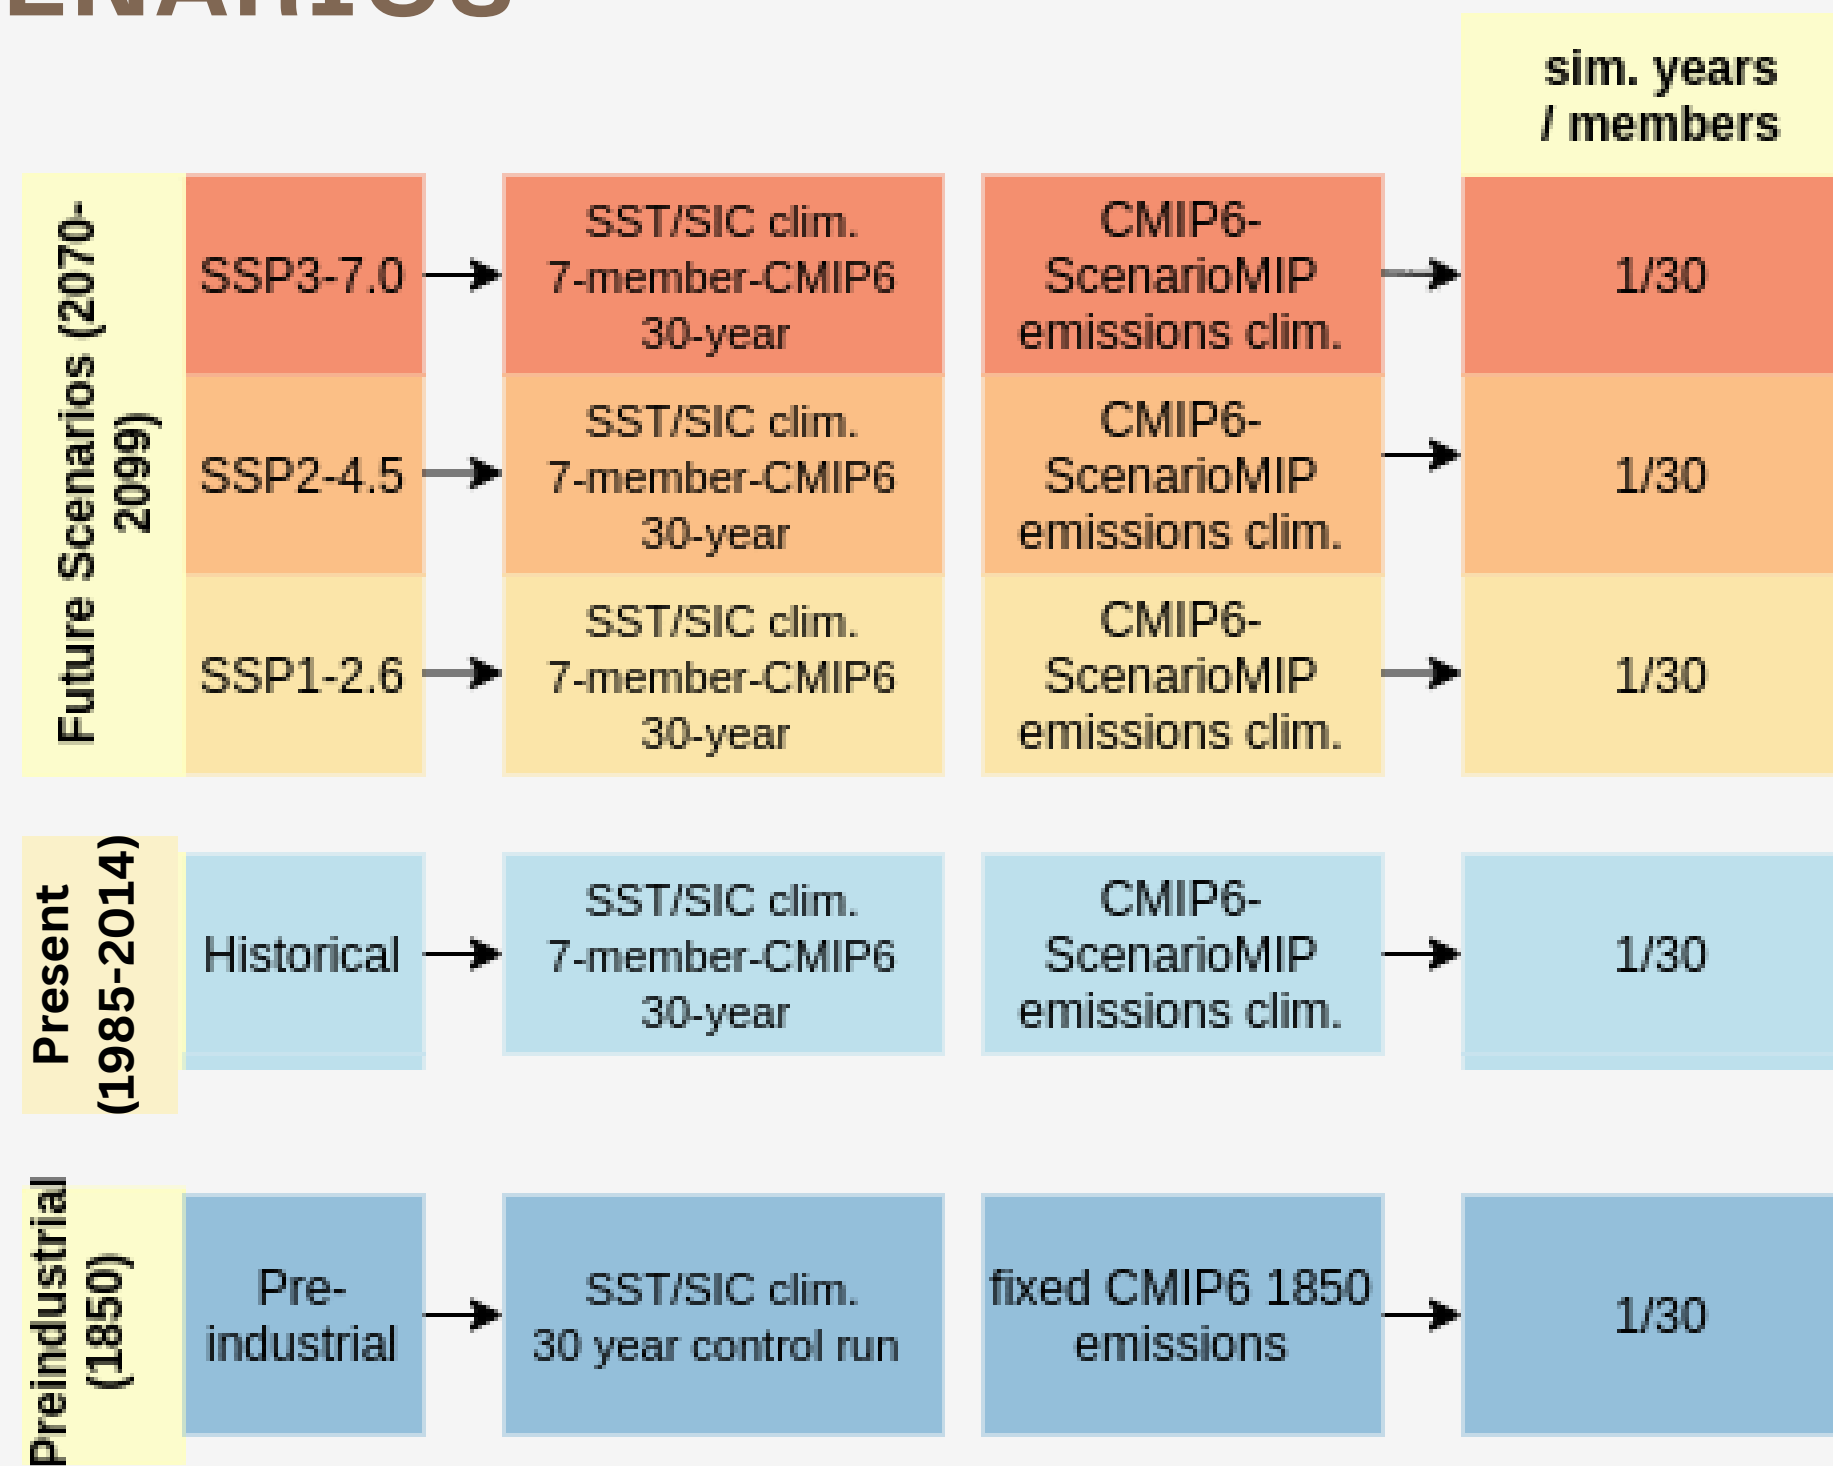 sim. years
/ members
Future Scenarios (2070-
2099)
SSP3-7.0
SST/SIC clim.
7-member-CMIP6
30-year
CMIP6-
ScenarioMIP
emissions clim.
1/30
SSP2-4.5
SST/SIC clim.
7-member-CMIP6
30-year
CMIP6-
ScenarioMIP
emissions clim.
1/30
SSP1-2.6
SST/SIC clim.
7-member-CMIP6
30-year
CMIP6-
ScenarioMIP
emissions clim.
1/30
Present
(1985-2014)
Historical
SST/SIC clim.
7-member-CMIP6
30-year
CMIP6-
ScenarioMIP
emissions clim.
1/30
Preindustrial
(1850)
Pre-
industrial
SST/SIC clim.
30 year control run
fixed CMIP6 1850
emissions
1/30